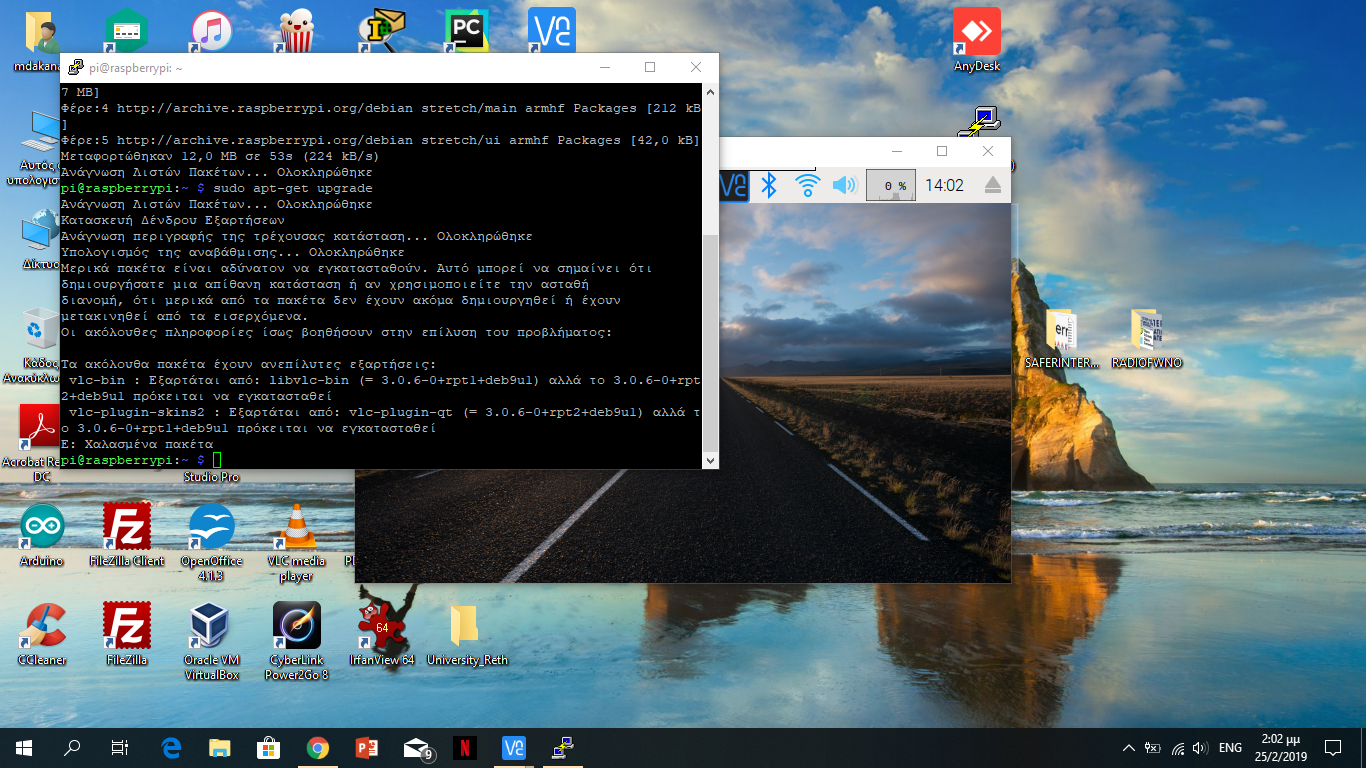 mdakana
AnyDesk
pi@raspberrypi: ~
7 MB]
Φέρε:4 http://archive.raspberrypi.org/debian stretch/main armhf Packages [212 kB
]
Φέρε:5 http://archive.raspberrypi.org/debian stretch/ui armhf Packages [42,0 kB]
Μεταφορτώθηκαν 12,0 MB σε 53s (224 kB/s)
Ανάγνωση Λιστών Πακέτων... Ολοκληρώθηκε
pi@raspberrypi:~ $ sudo apt-get upgrade
Ανάγνωση Λιστών Πακέτων... Ολοκληρώθηκε
Κατασκευή Δένδρου Εξαρτήσεων
Ανάγνωση περιγραφής της τρέχουσας κατάσταση... Ολοκληρώθηκε
Υπολογισμός της αναβάθμισης... Ολοκληρώθηκε
Μερικά πακέτα είναι αδύνατον να εγκατασταθούν. Αυτό μπορεί να σημαίνει ότι
δημιουργήσατε μια απίθανη κατάσταση ή αν χρησιμοποιείτε την ασταθή
διανομή, ότι μερικά από τα πακέτα δεν έχουν ακόμα δημιουργηθεί ή έχουν
μετακινηθεί από τα εισερχόμενα.
Οι ακόλουθες πληροφορίες ίσως βοηθήσουν στην επίλυση του προβλήματος:
Τα ακόλουθα πακέτα έχουν ανεπίλυτες εξαρτήσεις:
vlc-bin : Εξαρτάται από: libvlc-bin (= 3.0.6-0+rpt1+deb9u1) αλλά το 3.0.6-0+rpt
2+deb9u1 πρόκειται να εγκατασταθεί
vlc-plugin-skins2 : Εξαρτάται από: vlc-plugin-qt (= 3.0.6-0+rpt2+deb9u1) αλλά τ
ο 3.0.6-0+rpt1+deb9u1 πρόκειται να εγκατασταθεί
E: Χαλασμένα πακέτα
pi@raspberrypi:~ $
0 %
14:02
Αυτός ο
υπολογισ
Δίκτυο
Κάδος
Ανακύκλω
Acrobat Re
DC
Studio Pro
SAFERINTER...
RADIOFWNO
Arduino
FileZilla Client
OpenOffice
4.1.3
VLC media
player
CCleaner
FileZilla
Oracle VM
VirtualBox
CyberLink
Power2Go 8
64
IrfanView 64
University_Reth
9
ENG
2:02 μμ
25/2/2019